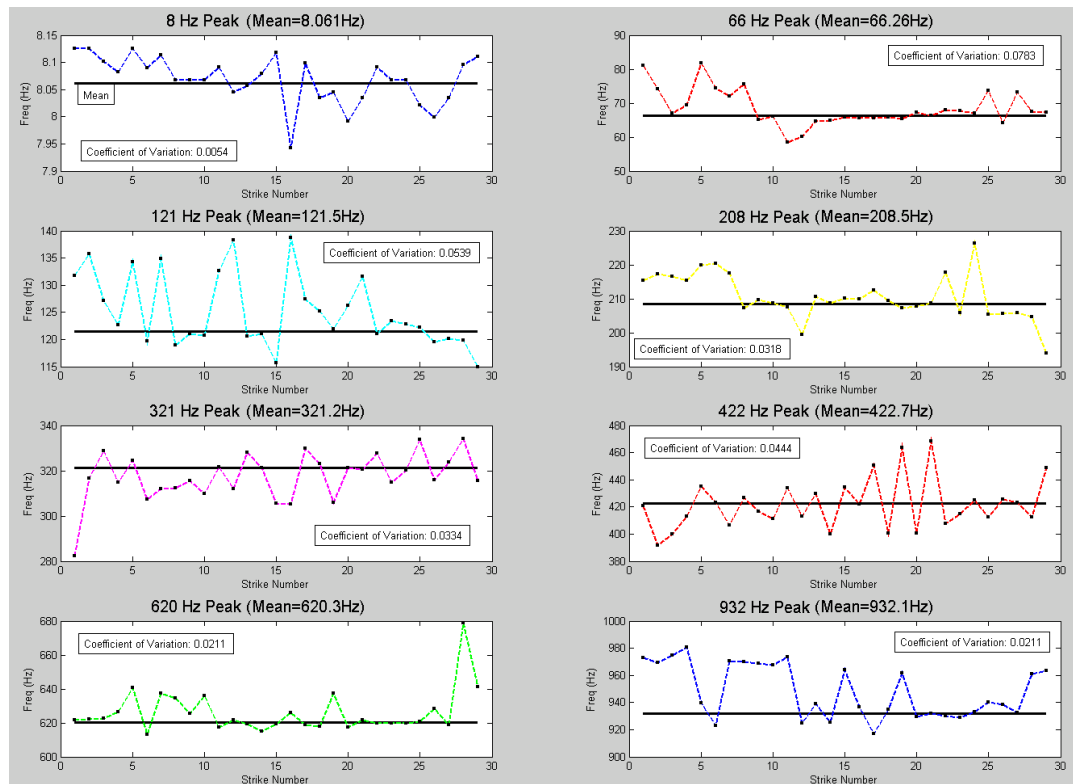 8 Hz Peak (Mean=8.061Hz)
8.15
8.1
8.05
8
7.95
7.9
Freq (Hz)
Mean
Coefficient of Variation: 0.0054
0 5 10 15 20 25 30
Strike Number
66 Hz Peak (Mean=66.26Hz)
100
90
80
70
60
50
Freq (Hz)
Coefficient of Variation: 0.0783
0 5 10 15 20 25 30
Strike Number
121 Hz Peak (Mean=121.5Hz)
140
135
130
125
120
115
Freq (Hz)
Coefficient of Variation: 0.0539
0 5 10 15 20 25 30
Strike Number
208 Hz Peak (Mean=208.5Hz)
230
220
210
200
190
Freq (Hz)
Coefficient of Variation: 0.0318
0 5 10 15 20 25 30
Strike Number
321 Hz Peak (Mean=321.2Hz)
340
320
300
280
Freq (Hz)
Coefficient of Variation: 0.0334
0 5 10 15 20 25 30
Strike Number
422 Hz Peak (Mean=422.7Hz)
480
460
440
420
400
380
Freq (Hz)
Coefficient of Variation: 0.0444
0 5 10 15 20 25 30
Strike Number
620 Hz Peak (Mean=620.3Hz)
680
660
640
620
600
Freq (Hz)
Coefficient of Variation: 0.0211
0 5 10 15 20 25 30
Strike Number
932 Hz Peak (Mean=932.1Hz)
1000
980
960
940
920
900
Freq (Hz)
Coefficient of Variation: 0.0211
0 5 10 15 20 25 30
Strike Number